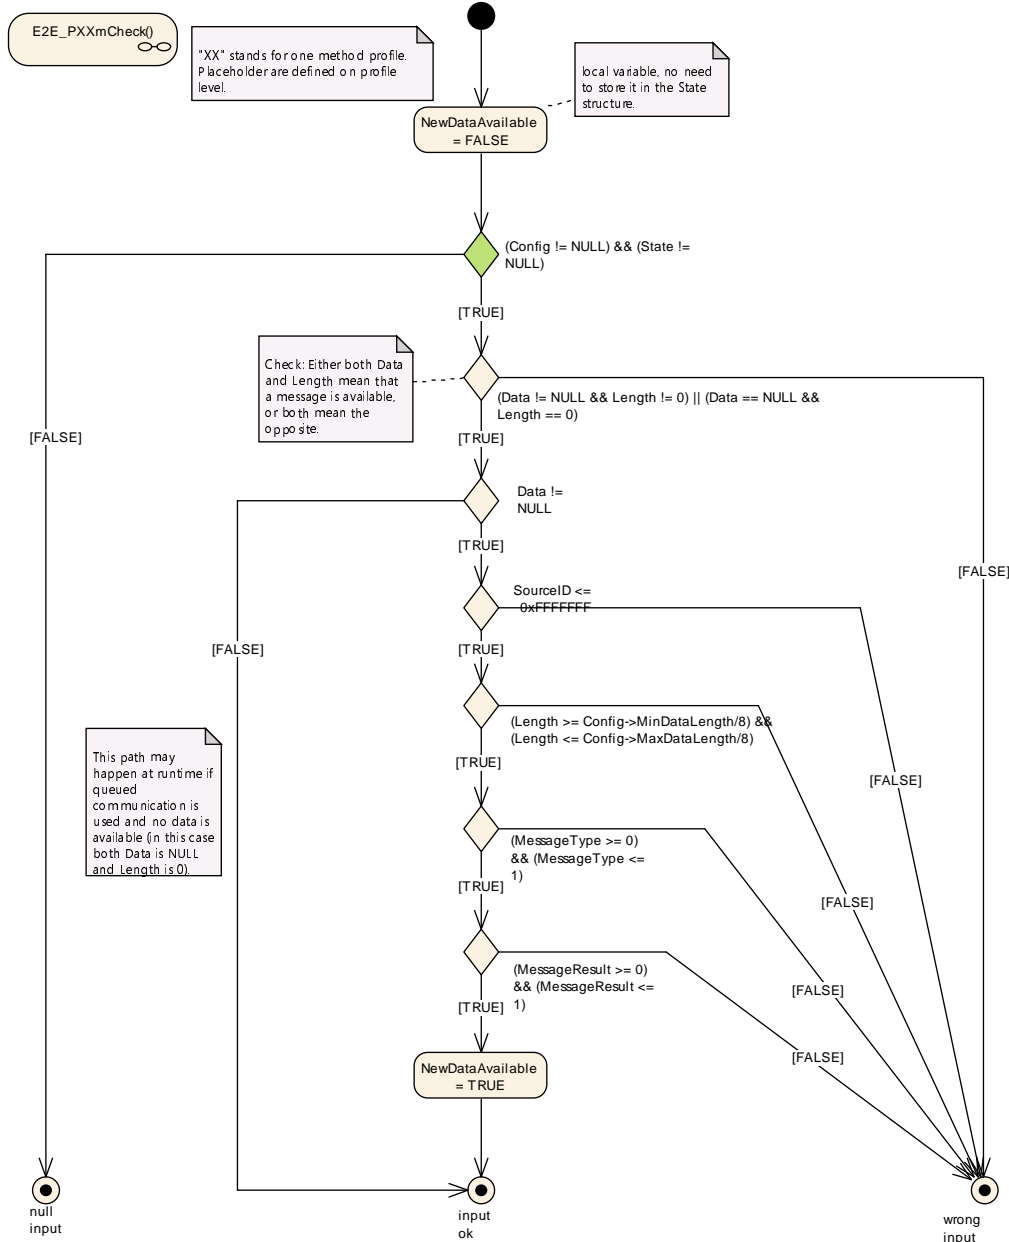 E2E_PXXmCheck()
"XX" stands for one method profile.
Placeholder are defined on profile
level.
local variable, no need
to store it in the State
structure.
NewDataAvailable
= FALSE
(Config != NULL) && (State !=
NULL)
[TRUE]
Check: Either both Data
and Length mean that
a message is available,
or both mean the
opposite.
(Data != NULL && Length != 0) || (Data == NULL &&
Length == 0)
[FALSE]
[TRUE]
Data !=
NULL
[TRUE]
[FALSE]
SourceID <=
0xFFFFFFF
[FALSE]
[TRUE]
(Length >= Config->MinDataLength/8) &&
(Length <= Config->MaxDataLength/8)
This path may
happen at runtime if
queued
communication is
used and no data is
available (in this case
both Data is NULL
and Length is 0).
[TRUE]
[FALSE]
(MessageType >= 0)
&& (MessageType <=
1)
[TRUE]
[FALSE]
(MessageResult >= 0)
&& (MessageResult <=
1)
[FALSE]
[TRUE]
[FALSE]
NewDataAvailable
= TRUE
null
input
input
ok
wrong
input